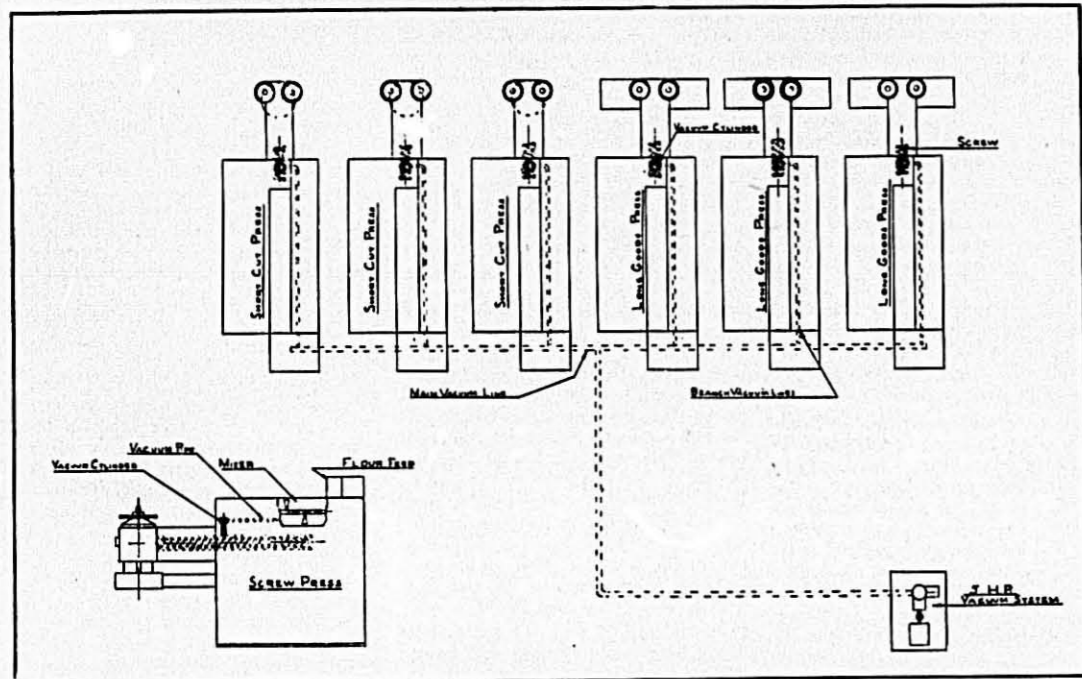 VACUUM CYLINDER
SCREW
SHORT CUT PRESS
SHORT CUT PRESS
SHORT CUT PRESS
LONG GOODS PRESS
LONG GOODS PRESS
LONG GOODS PRESS
MAIN VACUUM LINE
BRANCH VACUUM LINES
VACUUM PIPE
VACUUM CYLINDER
MIXER
FLOUR FEED
SCREW PRESS
H.P.
VACUUM SYSTEM